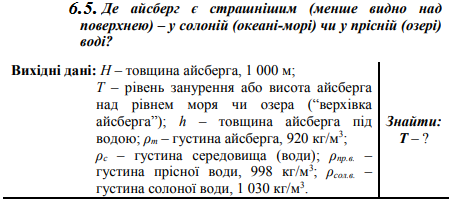 6.5. Де айсберг є страшнішим (менше видно над
поверхнею) – у солоній (океані-морі) чи у прісній (озері)
воді?
Вихідні дані: H – товщина айсберга, 1 000 м;
T – рівень занурення або висота айсберга
над рівнем моря чи озера (“верхівка
айсберга”); h – товщина айсберга під
водою; ρт – густина айсберга, 920 кг/м³;
ρс – густина середовища (води); ρпр.в. –
густина прісної води, 998 кг/м³; ρсол.в. –
густина солоної води, 1 030 кг/м³.
Знайти:
T – ?